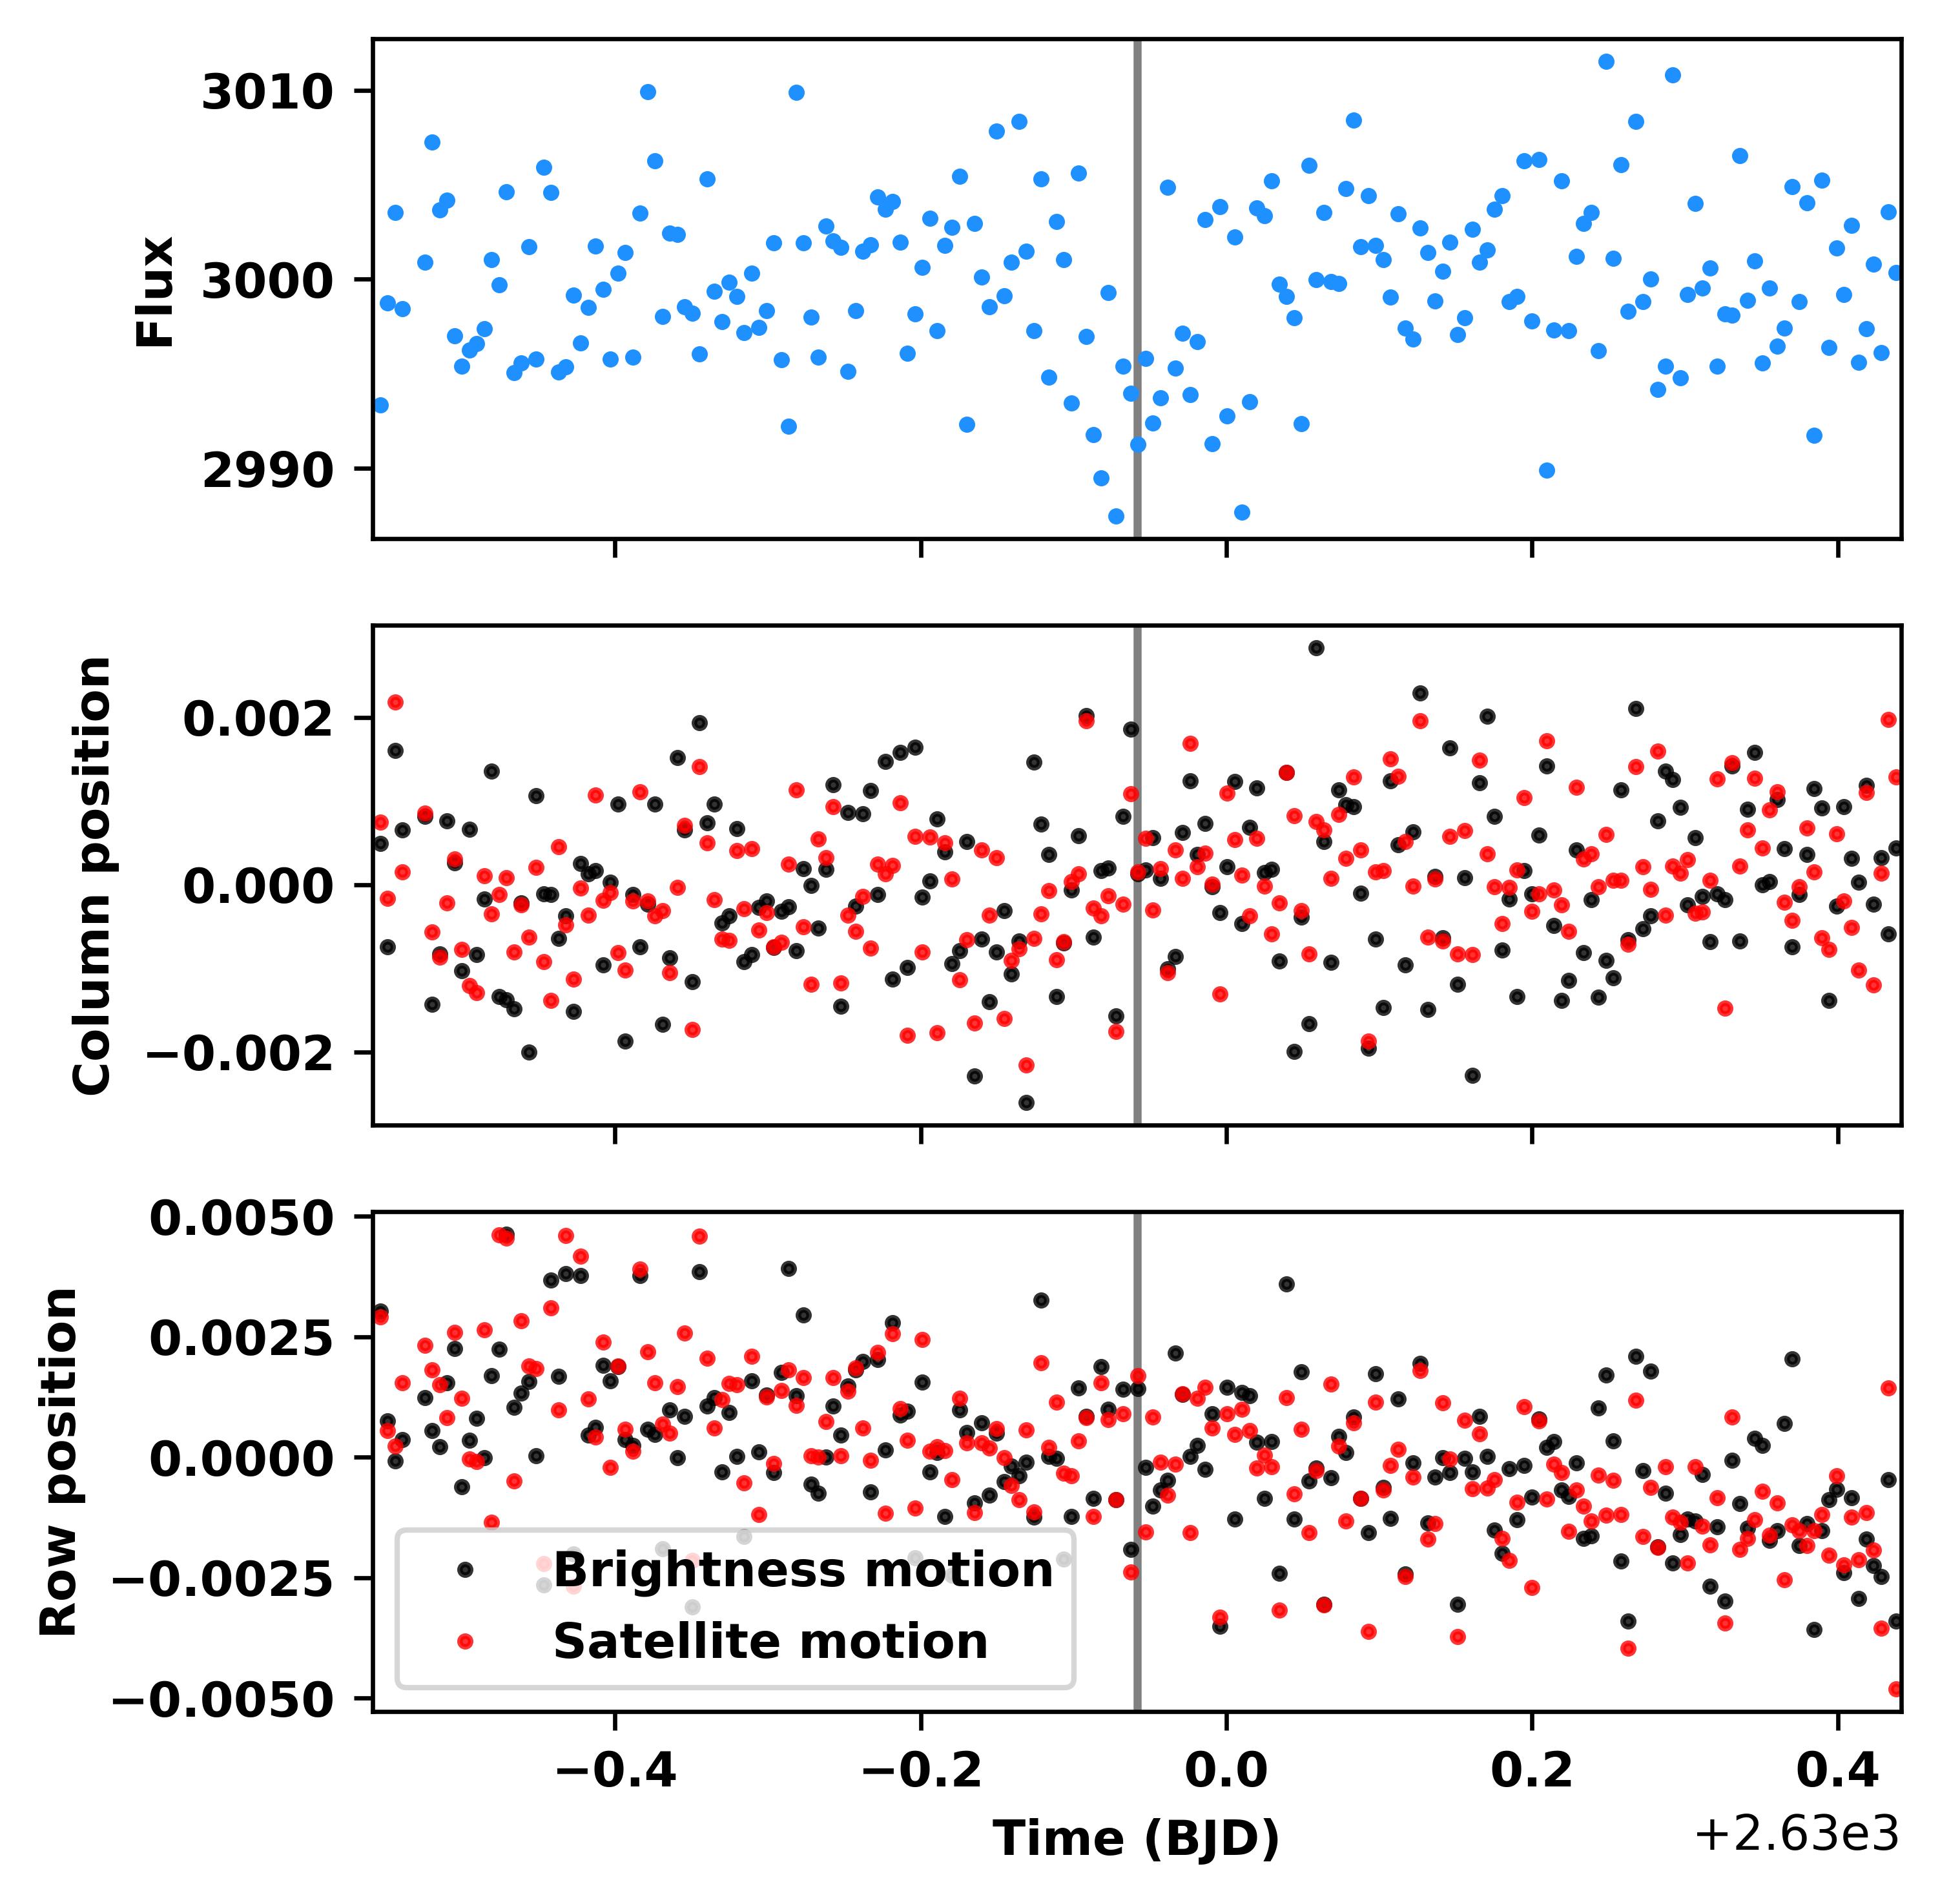 3010
3000
2990
Flux
0.002
0.000
−0.002
Column position
0.0050
0.0025
0.0000
−0.0025
−0.0050
Row position
Brightness motion
Satellite motion
−0.4
−0.2
0.0
0.2
0.4
Time (BJD)
+2.63e3